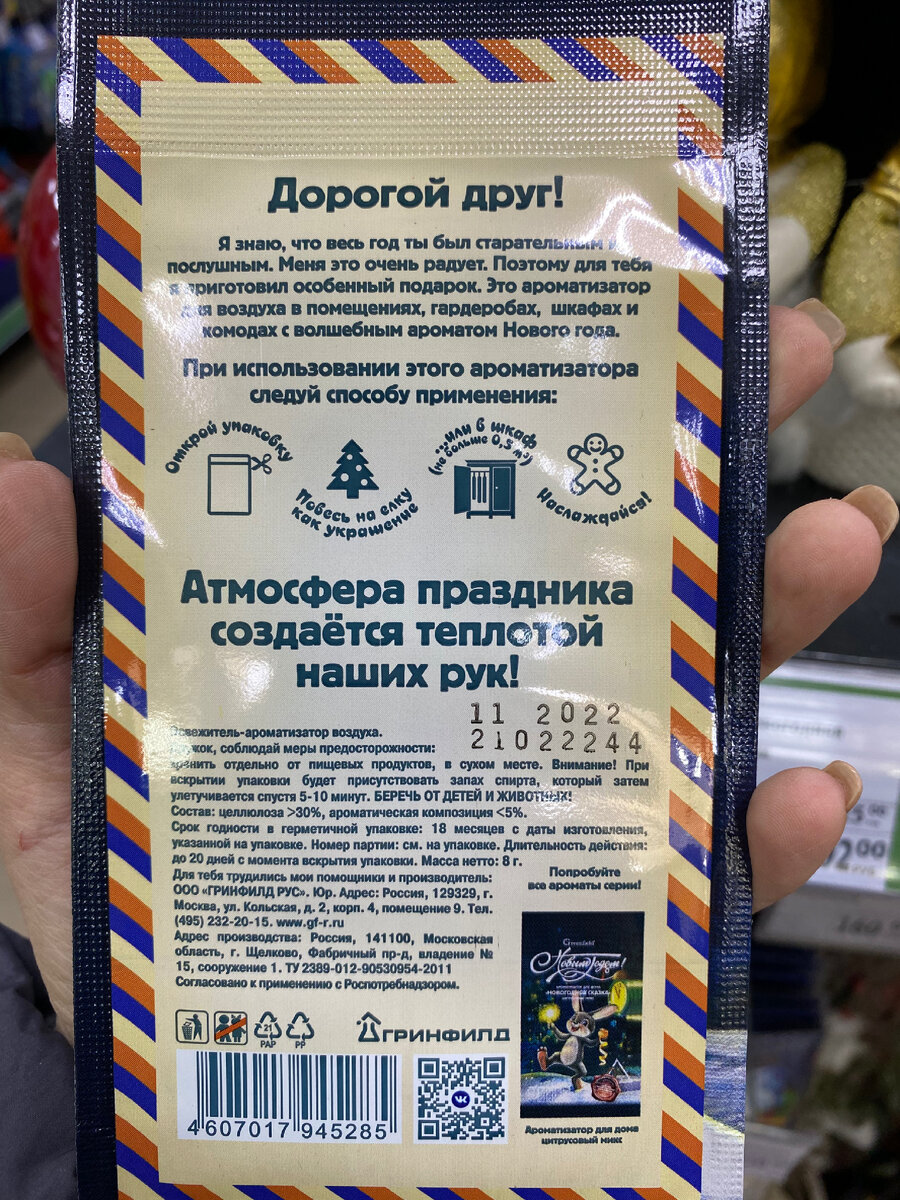 Дорогой друг!
Я знаю, что весь год ты был старательным и
послушным. Меня это очень радует. Поэтому для тебя
я приготовил особенный подарок. Это ароматизатор
для воздуха в помещениях, гардеробах, шкафах и
комодах с волшебным ароматом Нового года.
При использовании этого ароматизатора
следуй способу применения:
Открой упаковку
Повесь на елку
как украшение
...или в шкаф
(не больше 0,5 м³)
Наслаждайся!
Атмосфера праздника
создаётся теплотой
наших рук!
11 2022
21022244
Освежитель-ароматизатор воздуха.
Дружок, соблюдай меры предосторожности:
хранить отдельно от пищевых продуктов, в сухом месте. Внимание! При
вскрытии упаковки будет присутствовать запах спирта, который затем
улетучивается спустя 5-10 минут. БЕРЕЧЬ ОТ ДЕТЕЙ И ЖИВОТНЫХ!
Состав: целлюлоза >30%, ароматическая композиция <5%.
Срок годности в герметичной упаковке: 18 месяцев с даты изготовления,
указанной на упаковке. Номер партии: см. на упаковке. Длительность действия:
до 20 дней с момента вскрытия упаковки. Масса нетто: 8 г.
Для тебя трудились мои помощники и производитель:
ООО «ГРИНФИЛД РУС». Юр. Адрес: Россия, 129329, г.
Москва, ул. Кольская, д. 2, корп. 4, помещение 9. Тел.
(495) 232-20-15. www.gf-r.ru.
Адрес производства: Россия, 141100, Московская
область, г. Щелково, Фабричный пр-д, владение №
15, сооружение 1. ТУ 2389-012-90530954-2011
Согласовано к применению с Роспотребнадзором.
Попробуйте
все ароматы серии!
Greenfield
С Новым годом!
«НОВОГОДНЯЯ СКАЗКА»
21
PAP
PP
ГРИНФИЛД
4 607017 945285
Ароматизатор для дома
цитрусовый микс